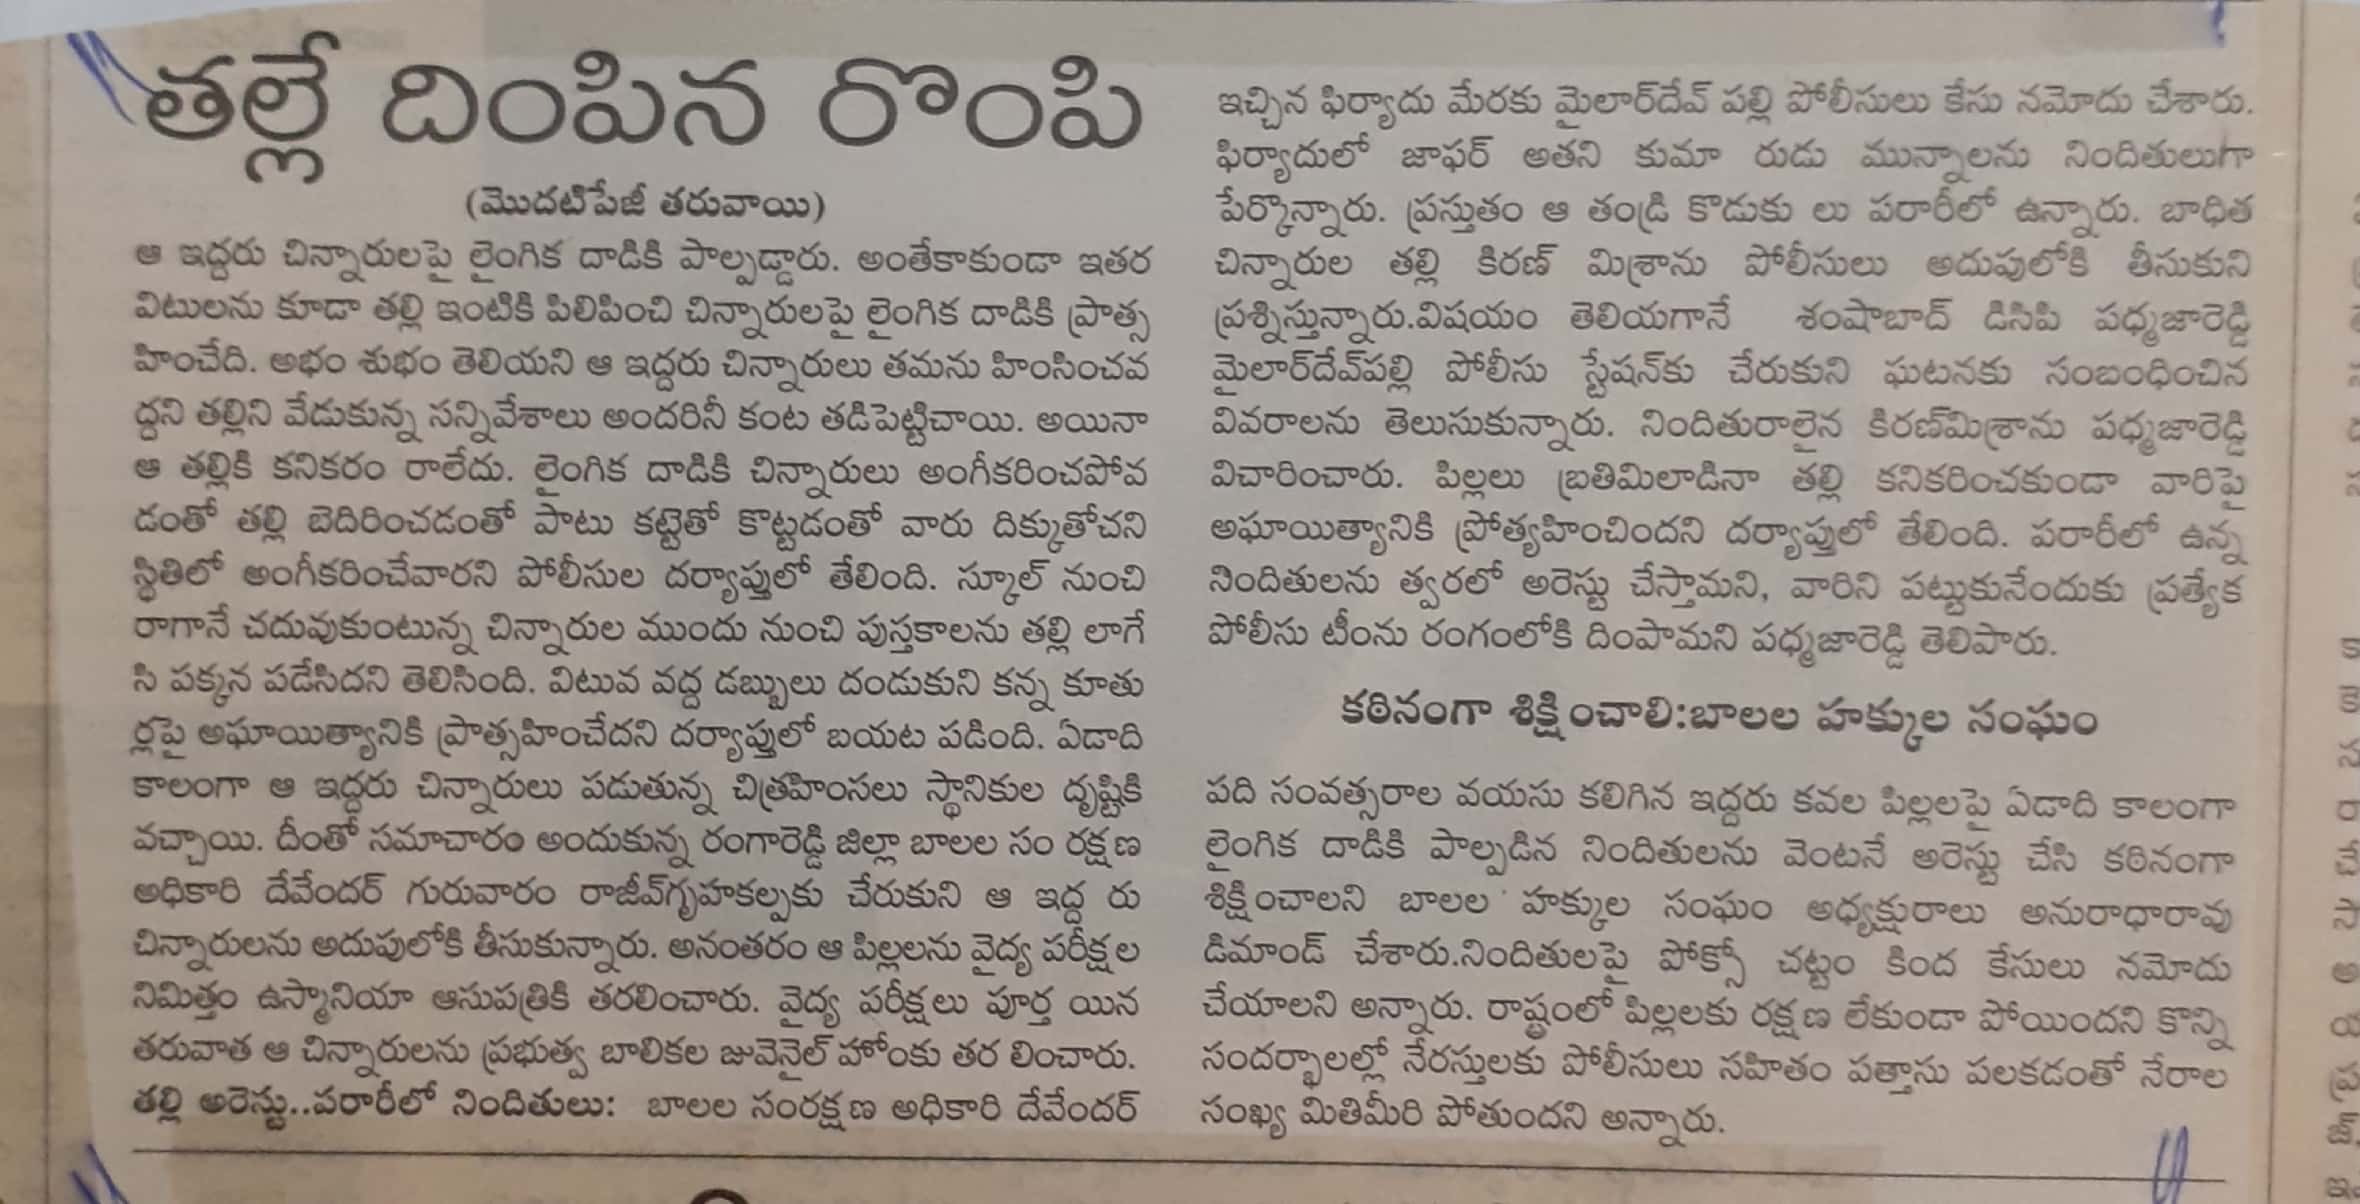 తల్లే దింపిన రొంపి
(మొదటిపేజీ తరువాయి)
ఆ ఇద్దరు చిన్నారులపై లైంగిక దాడికి పాల్పడ్డారు. అంతేకాకుండా ఇతర
విటులను కూడా తల్లి ఇంటికి పిలిపించి చిన్నారులపై లైంగిక దాడికి ప్రాత్స
హించేది. అభం శుభం తెలియని ఆ ఇద్దరు చిన్నారులు తమను హింసించవ
ద్దని తల్లిని వేడుకున్న సన్నివేశాలు అందరినీ కంట తడిపెట్టిచాయి. అయినా
ఆ తల్లికి కనికరం రాలేదు. లైంగిక దాడికి చిన్నారులు అంగీకరించపోవ
డంతో తల్లి బెదిరించడంతో పాటు కట్టెతో కొట్టడంతో వారు దిక్కుతోచని
స్థితిలో అంగీకరించేవారని పోలీసుల దర్యాప్తులో తేలింది. స్కూల్ నుంచి
రాగానే చదువుకుంటున్న చిన్నారుల ముందు నుంచి పుస్తకాలను తల్లి లాగే
సి పక్కన పడేసిదని తెలిసింది. విటువ వద్ద డబ్బులు దండుకుని కన్న కూతు
ర్లపై అఘాయిత్యానికి ప్రాత్సహించేదని దర్యాప్తులో బయట పడింది. ఏడాది
కాలంగా ఆ ఇద్దరు చిన్నారులు పడుతున్న చిత్రహింసలు స్థానికుల దృష్టికి
వచ్చాయి. దీంతో సమాచారం అందుకున్న రంగారెడ్డి జిల్లా బాలల సం రక్షణ
అధికారి దేవేందర్ గురువారం రాజీవ్‌గృహకల్పకు చేరుకుని ఆ ఇద్ద రు
చిన్నారులను అదుపులోకి తీసుకున్నారు. అనంతరం ఆ పిల్లలను వైద్య పరీక్షల
నిమిత్తం ఉస్మానియా ఆసుపత్రికి తరలించారు. వైద్య పరీక్షలు పూర్త యిన
తరువాత ఆ చిన్నారులను ప్రభుత్వ బాలికల జువెనైల్ హోంకు తర లించారు.
తల్లి అరెస్టు..పరారీలో నిందితులు: బాలల సంరక్షణ అధికారి దేవేందర్
ఇచ్చిన ఫిర్యాదు మేరకు మైలార్‌దేవ్ పల్లి పోలీసులు కేసు నమోదు చేశారు.
ఫిర్యాదులో జాఫర్ అతని కుమా రుడు మున్నాలను నిందితులుగా
పేర్కొన్నారు. ప్రస్తుతం ఆ తండ్రి కొడుకు లు పరారీలో ఉన్నారు. బాధిత
చిన్నారుల తల్లి కిరణ్ మిశ్రాను పోలీసులు అదుపులోకి తీసుకుని
ప్రశ్నిస్తున్నారు.విషయం తెలియగానే శంషాబాద్ డిసిపి పద్మజారెడ్డి
మైలార్‌దేవ్‌పల్లి పోలీసు స్టేషన్‌కు చేరుకుని ఘటనకు సంబంధించిన
వివరాలను తెలుసుకున్నారు. నిందితురాలైన కిరణ్‌మిశ్రాను పద్మజారెడ్డి
విచారించారు. పిల్లలు బ్రతిమిలాడినా తల్లి కనికరించకుండా వారిపై
అఘాయిత్యానికి ప్రోత్యహించిందని దర్యాప్తులో తేలింది. పరారీలో ఉన్న
నిందితులను త్వరలో అరెస్టు చేస్తామని, వారిని పట్టుకునేందుకు ప్రత్యేక
పోలీసు టీంను రంగంలోకి దింపామని పద్మజారెడ్డి తెలిపారు.
కఠినంగా శిక్షించాలి:బాలల హక్కుల సంఘం
పది సంవత్సరాల వయసు కలిగిన ఇద్దరు కవల పిల్లలపై ఏడాది కాలంగా
లైంగిక దాడికి పాల్పడిన నిందితులను వెంటనే అరెస్టు చేసి కఠినంగా
శిక్షించాలని బాలల హక్కుల సంఘం అధ్యక్షురాలు అనురాధారావు
డిమాండ్ చేశారు.నిందితులపై పోక్సో చట్టం కింద కేసులు నమోదు
చేయాలని అన్నారు. రాష్ట్రంలో పిల్లలకు రక్షణ లేకుండా పోయిందని కొన్ని
సందర్భాలల్లో నేరస్తులకు పోలీసులు సహితం పత్తాసు పలకడంతో నేరాల
సంఖ్య మితిమీరి పోతుందని అన్నారు.